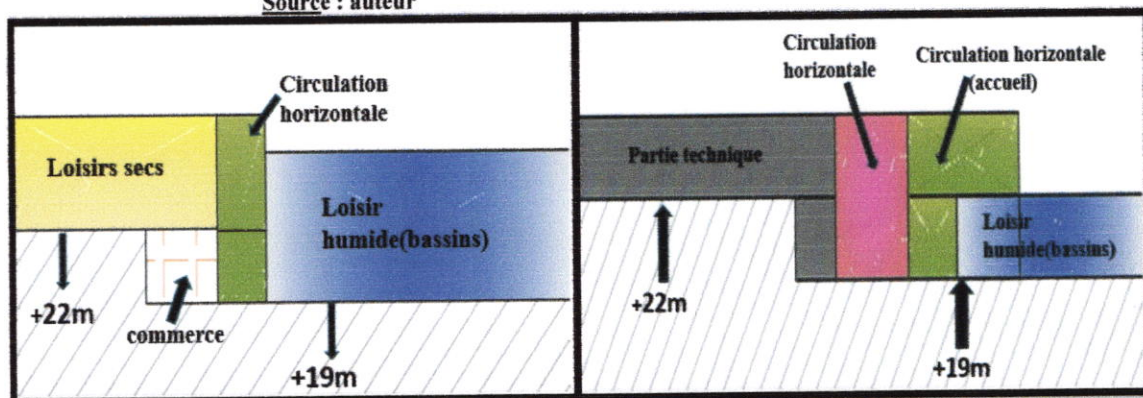 Source : auteur
Circulation
horizontale
Loisirs secs
Loisir
humide(bassins)
+22m
commerce
+19m
Circulation
horizontale
Circulation horizontale
(accueil)
Partie technique
Loisir
humide(bassins)
+22m
+19m